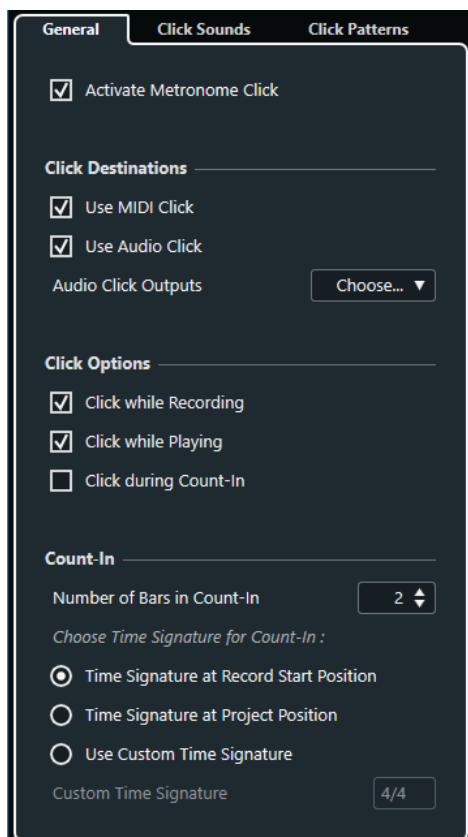 General Click Sounds Click Patterns
Activate Metronome Click
Click Destinations
Use MIDI Click
Use Audio Click
Audio Click Outputs Choose...
Click Options
Click while Recording
Click while Playing
Click during Count-In
Count-In
Number of Bars in Count-In 2
Choose Time Signature for Count-In :
Time Signature at Record Start Position
Time Signature at Project Position
Use Custom Time Signature
Custom Time Signature 4/4